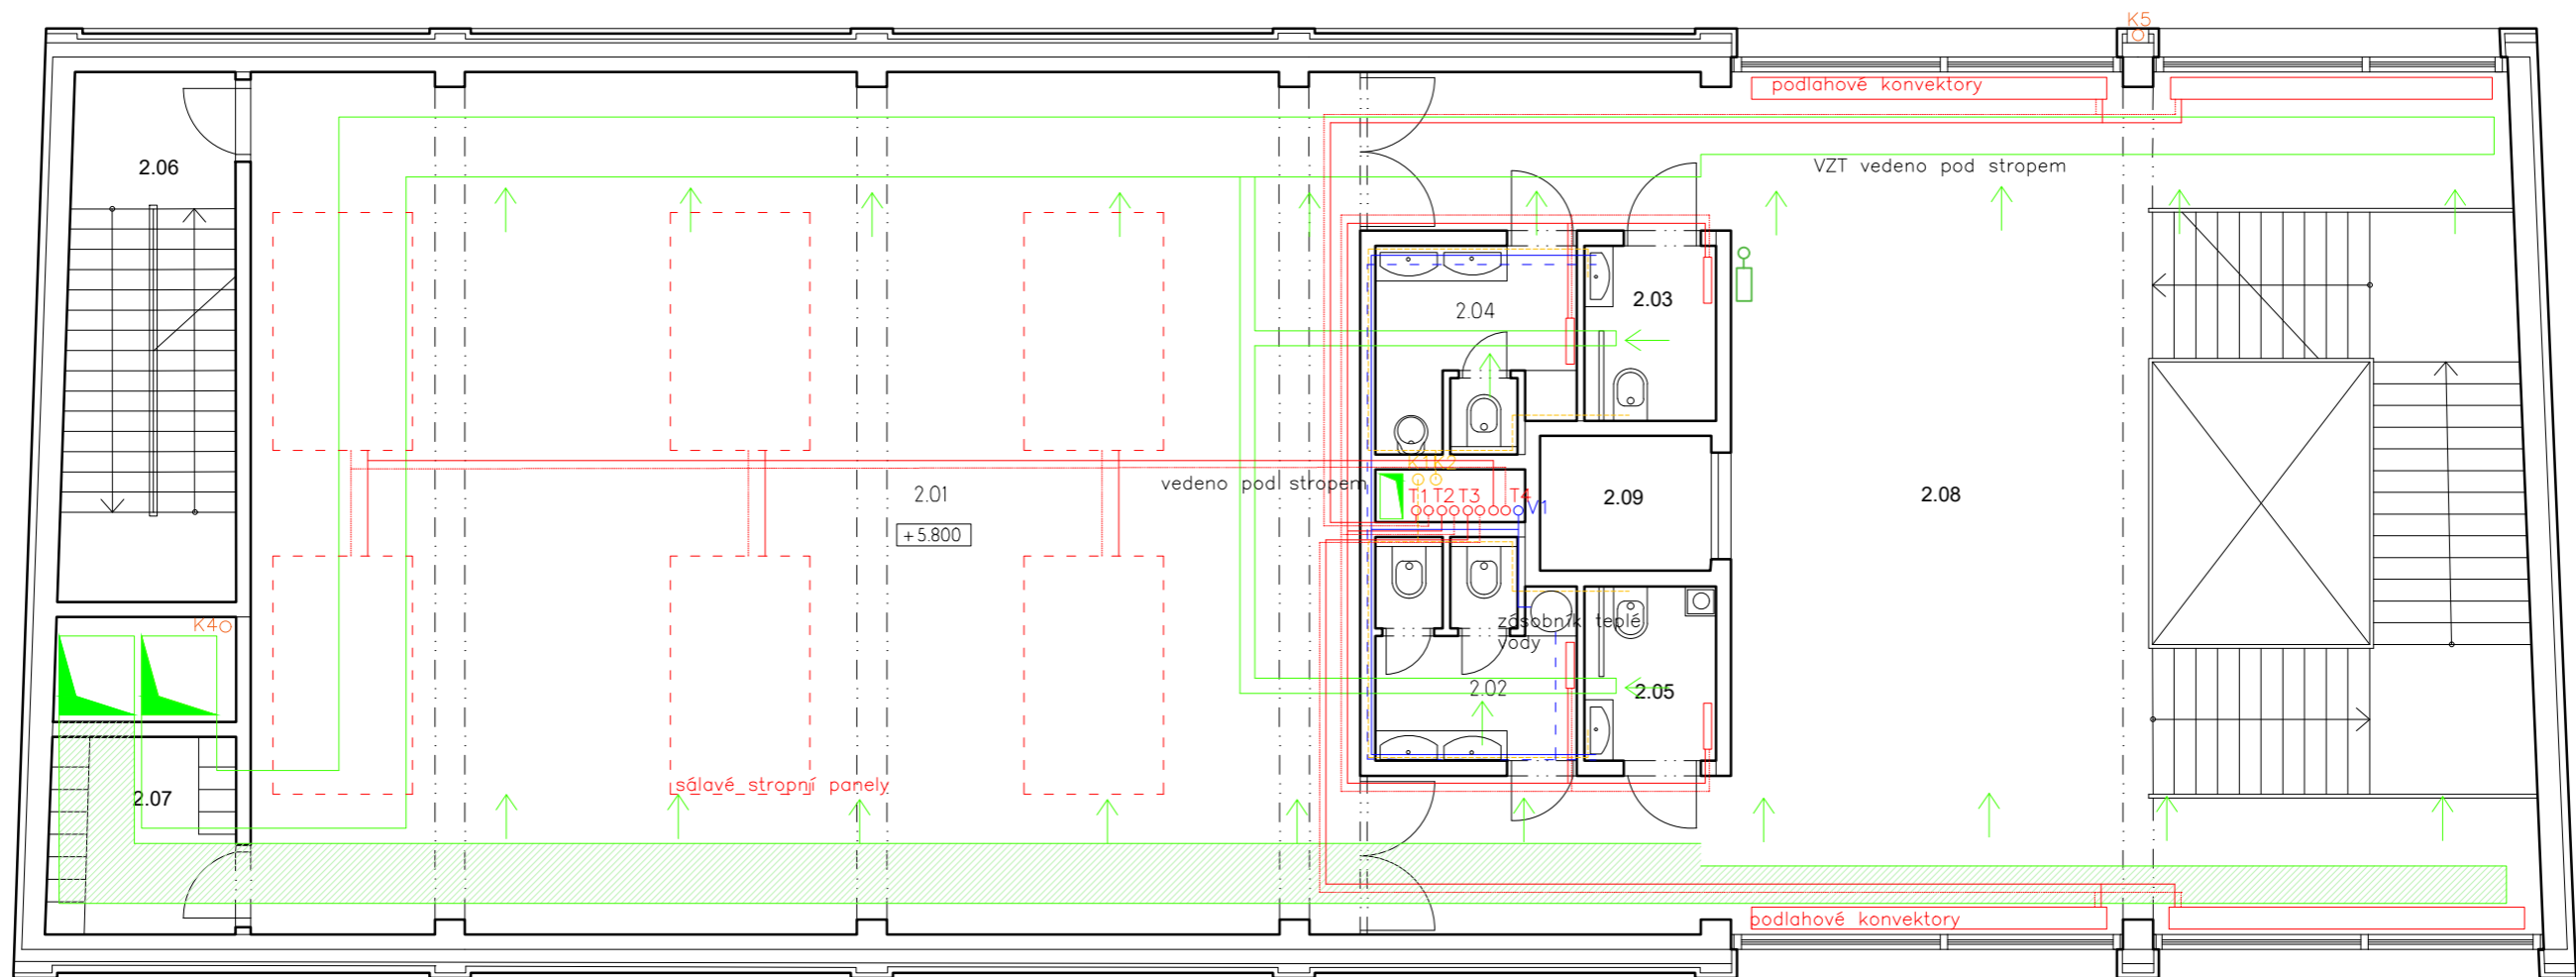 K5
podlahové konvektory
2.06
VZT vedeno pod stropem
2.03
2.04
K1 K2
vedeno pod stropem
2.01
T1 T2 T3 T4
V1
2.09
2.08
+5.800
K4
zásobník teplé
vody
2.02
2.05
sálavé stropní panely
2.07
podlahové konvektory